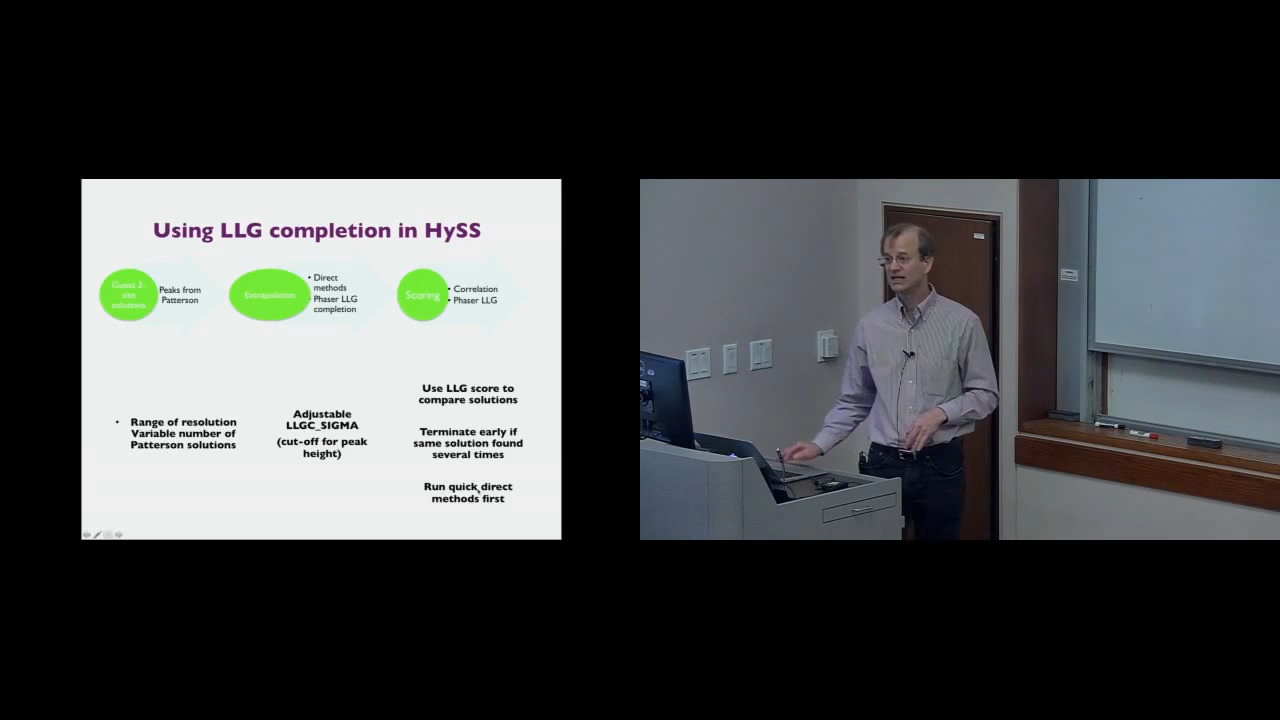 Using LLG completion in HySS
Guess 2-
site
solutions
Peaks from
Patterson
Extrapolation
• Direct
methods
• Phaser LLG
completion
Scoring
• Correlation
• Phaser LLG
• Range of resolution
Variable number of
Patterson solutions
Adjustable
LLGC_SIGMA
(cut-off for peak
height)
Use LLG score to
compare solutions
Terminate early if
same solution found
several times
Run quick direct
methods first